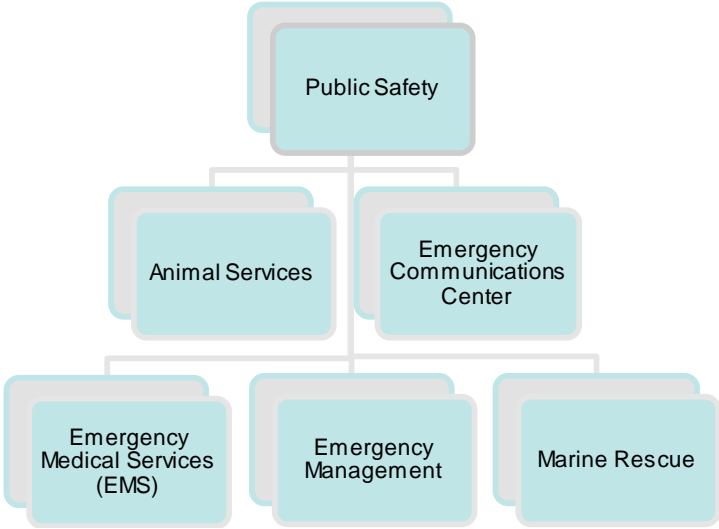 Public Safety
Animal Services
Emergency
Communications
Center
Emergency
Medical Services
(EMS)
Emergency
Management
Marine Rescue